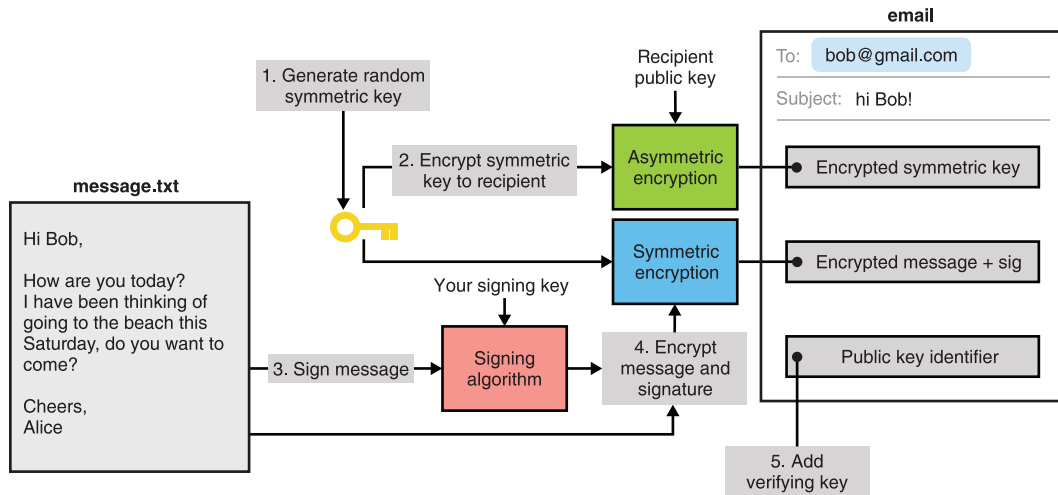 message.txt
Hi Bob,
How are you today?
I have been thinking of
going to the beach this
Saturday, do you want to
come?
Cheers,
Alice
1. Generate random
symmetric key
2. Encrypt symmetric
key to recipient
Recipient
public key
Asymmetric
encryption
Symmetric
encryption
Your signing key
3. Sign message
Signing
algorithm
4. Encrypt
message and
signature
email
To: bob@gmail.com
Subject: hi Bob!
Encrypted symmetric key
Encrypted message + sig
Public key identifier
5. Add
verifying key